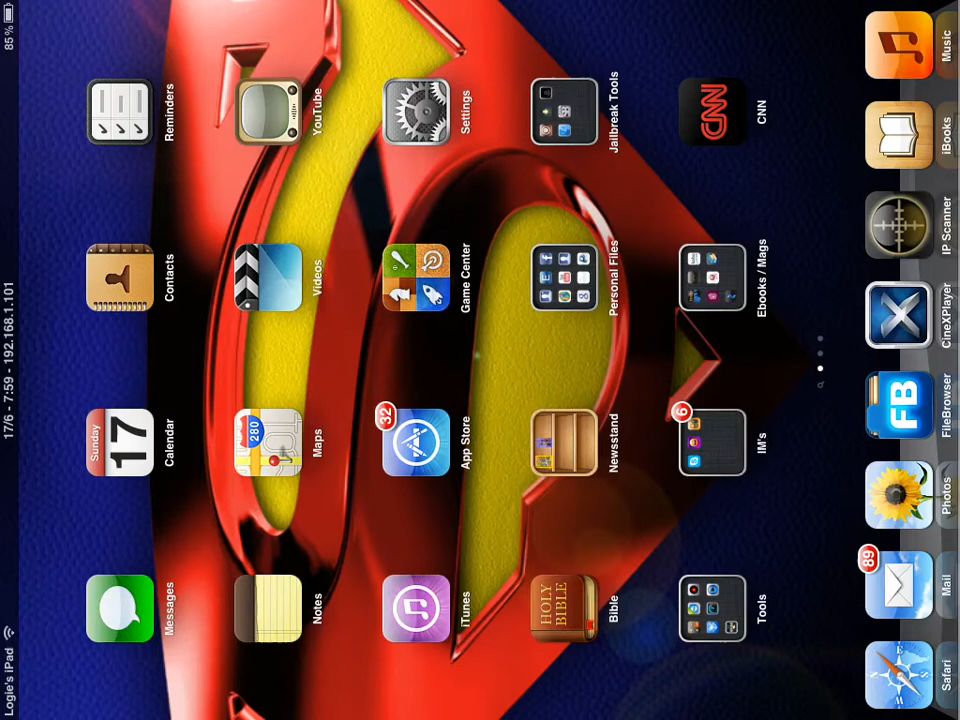 Logie's iPad
17/6 - 7:59 - 192.168.1.101
85%
Messages
Sunday
17
Calendar
Contacts
Reminders
Notes
280
Maps
Videos
YouTube
iTunes
32
App Store
Game Center
Settings
HOLY
BIBLE
Bible
Newsstand
Personal Files
Jailbreak Tools
Tools
6
IM's
Ebooks / Mags
CNN
CNN
Safari
89
Mail
Photos
FB
FileBrowser
CineXPlayer
IP Scanner
iBooks
Music